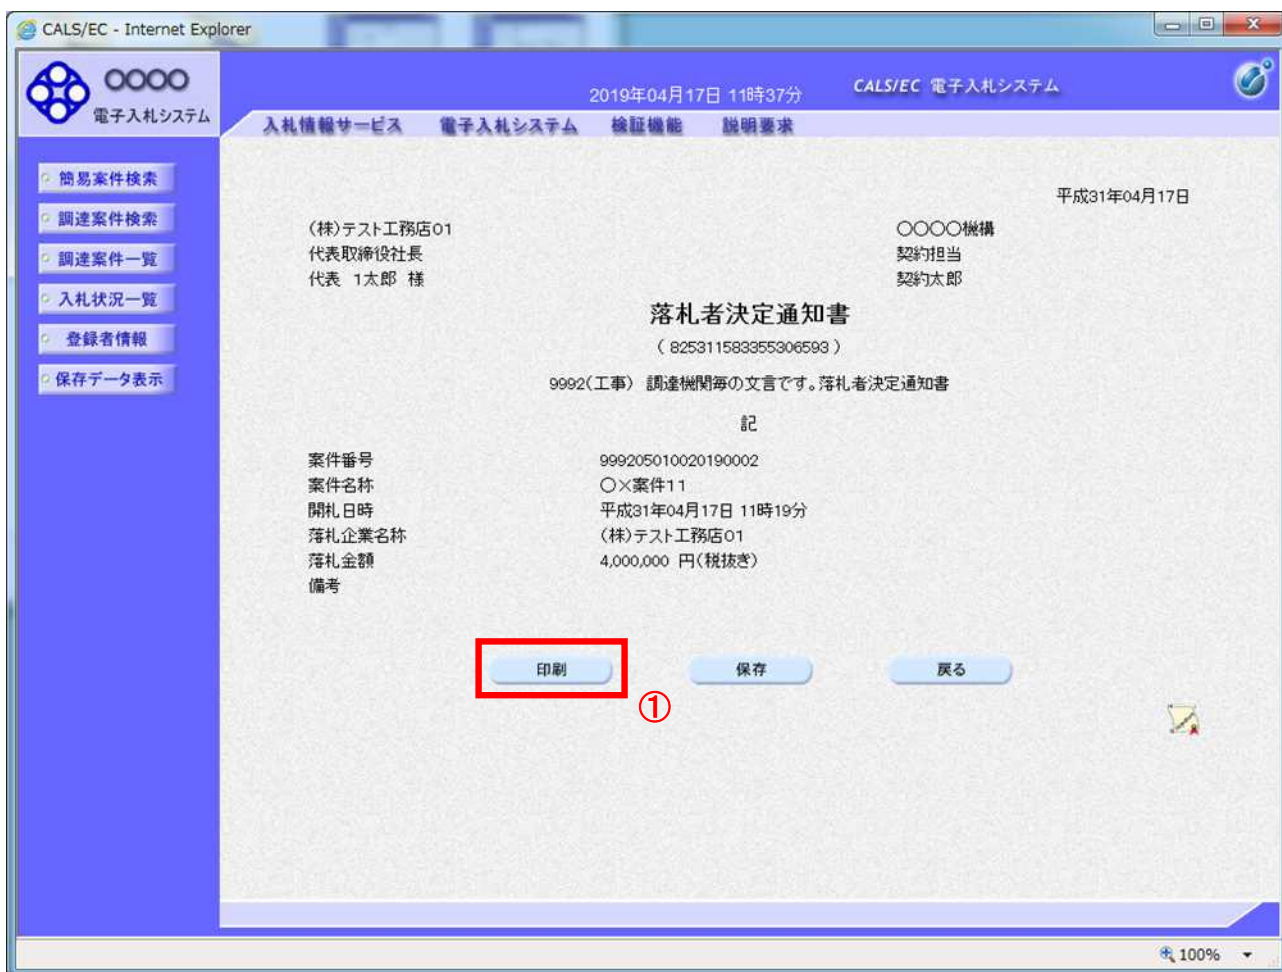 CALS/EC - Internet Explorer
〇〇〇〇
電子入札システム
2019年04月17日 11時37分
CALS/EC 電子入札システム
入札情報サービス 電子入札システム 検証機能 説明要求
簡易案件検索
調達案件検索
調達案件一覧
入札状況一覧
登録者情報
保存データ表示
平成31年04月17日
(株)テスト工務店01
代表取締役社長
代表 1太郎 様
〇〇〇〇機構
契約担当
契約太郎
落札者決定通知書
(825311583355306593)
9992(工事) 調達機関毎の文言です。落札者決定通知書
記
案件番号 999205010020190002
案件名称 〇×案件11
開札日時 平成31年04月17日 11時19分
落札企業名称 (株)テスト工務店01
落札金額 4,000,000 円(税抜き)
備考
印刷 保存 戻る
①
100%